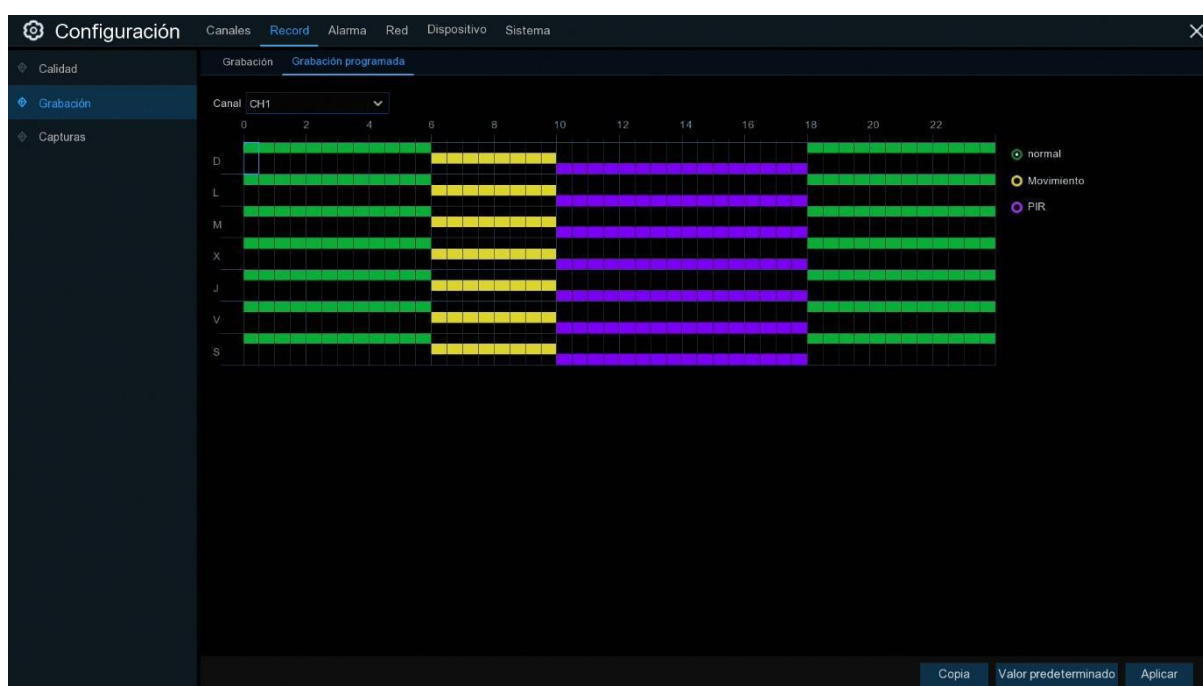 Configuración
Canales Record Alarma Red Dispositivo Sistema
Calidad
Grabación
Capturas
Grabación Grabación programada
Canal CH1
0 2 4 6 8 10 12 14 16 18 20 22
D
L
M
X
J
V
S
normal
Movimiento
PIR
Copia Valor predeterminado Aplicar